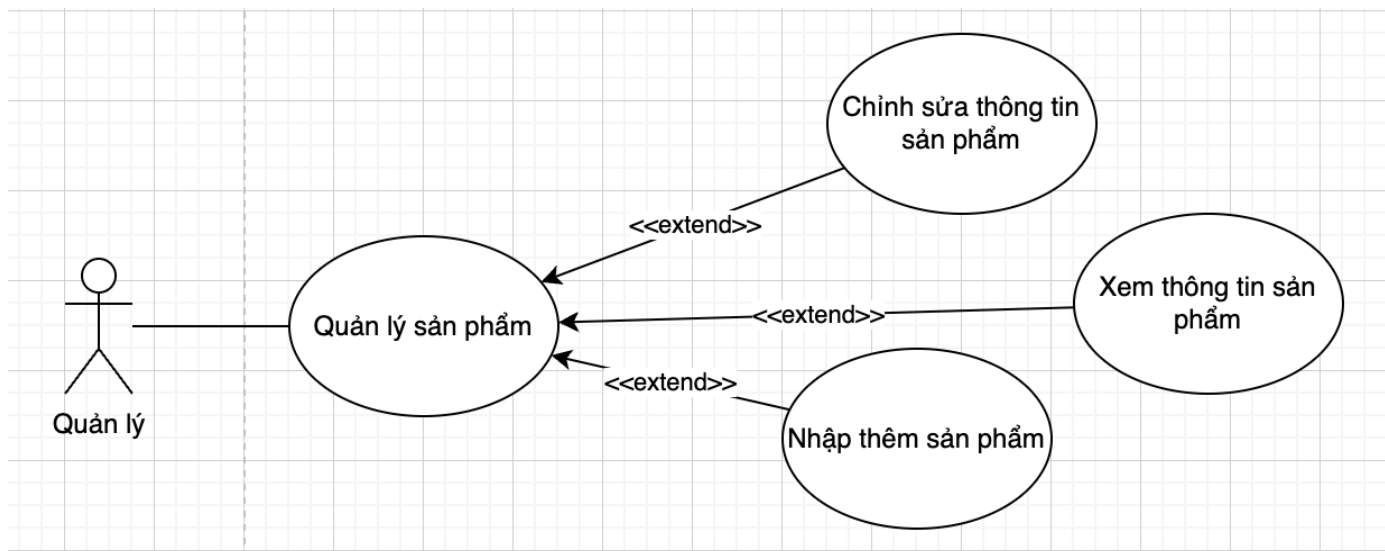 Chỉnh sửa thông tin
sản phẩm
<<extend>>
Xem thông tin sản
phẩm
<<extend>>
Quản lý sản phẩm
<<extend>>
Nhập thêm sản phẩm
Quản lý